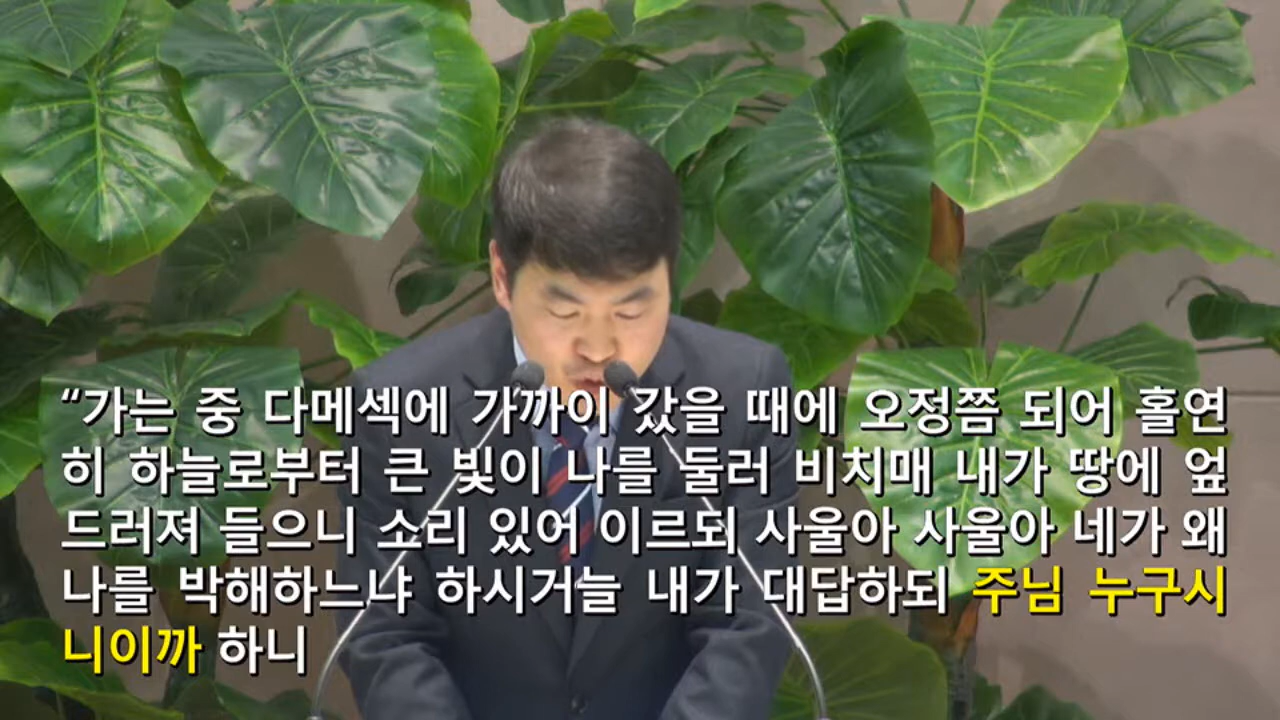 “가는 중 다메섹에 가까이 갔을 때에 오정쯤 되어 홀연
히 하늘로부터 큰 빛이 나를 둘러 비치매 내가 땅에 엎
드러져 들으니 소리 있어 이르되 사울아 사울아 네가 왜
나를 박해하느냐 하시거늘 내가 대답하되 주님 누구시
니이까 하니